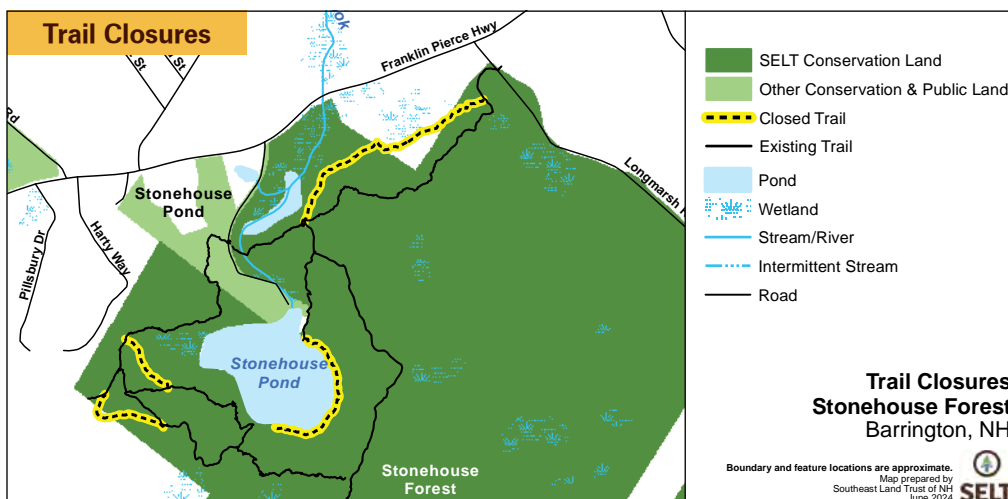 Trail Closures
ok
Franklin Pierce Hwy
St
St
Rd
Longmarsh
Stonehouse
Pond
Pillsbury Dr
Harty Way
Stonehouse
Pond
Stonehouse
Forest
SELT Conservation Land
Other Conservation & Public Land
Closed Trail
Existing Trail
Pond
Wetland
Stream/River
Intermittent Stream
Road
Trail Closures
Stonehouse Forest
Barrington, NH
Boundary and feature locations are approximate.
Map prepared by
Southeast Land Trust of NH
June 2024
SELT